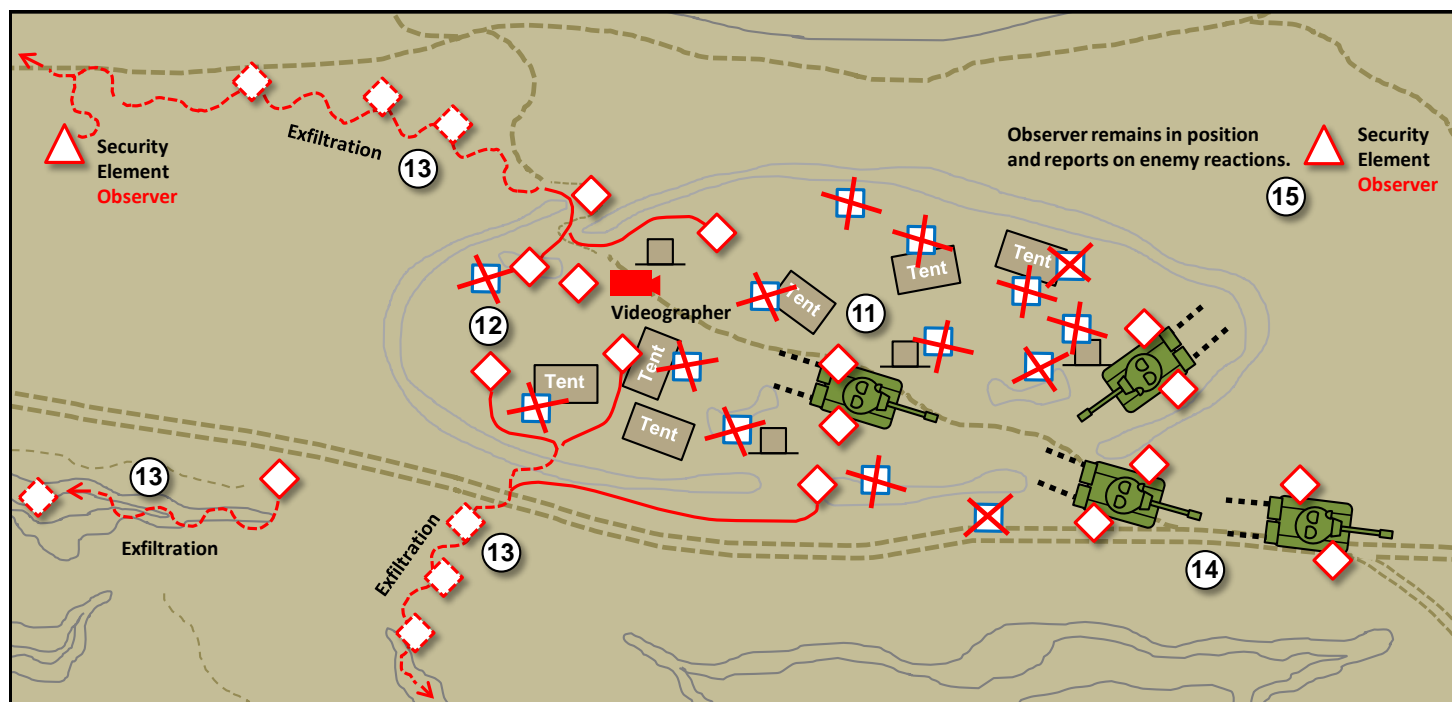 Exfiltration
13
Security
Element
Observer
Observer remains in position
and reports on enemy reactions.
15
Security
Element
Observer
Tent
Tent
Tent
11
Videographer
12
Tent
Tent
Tent
13
Exfiltration
Exfiltration
13
14